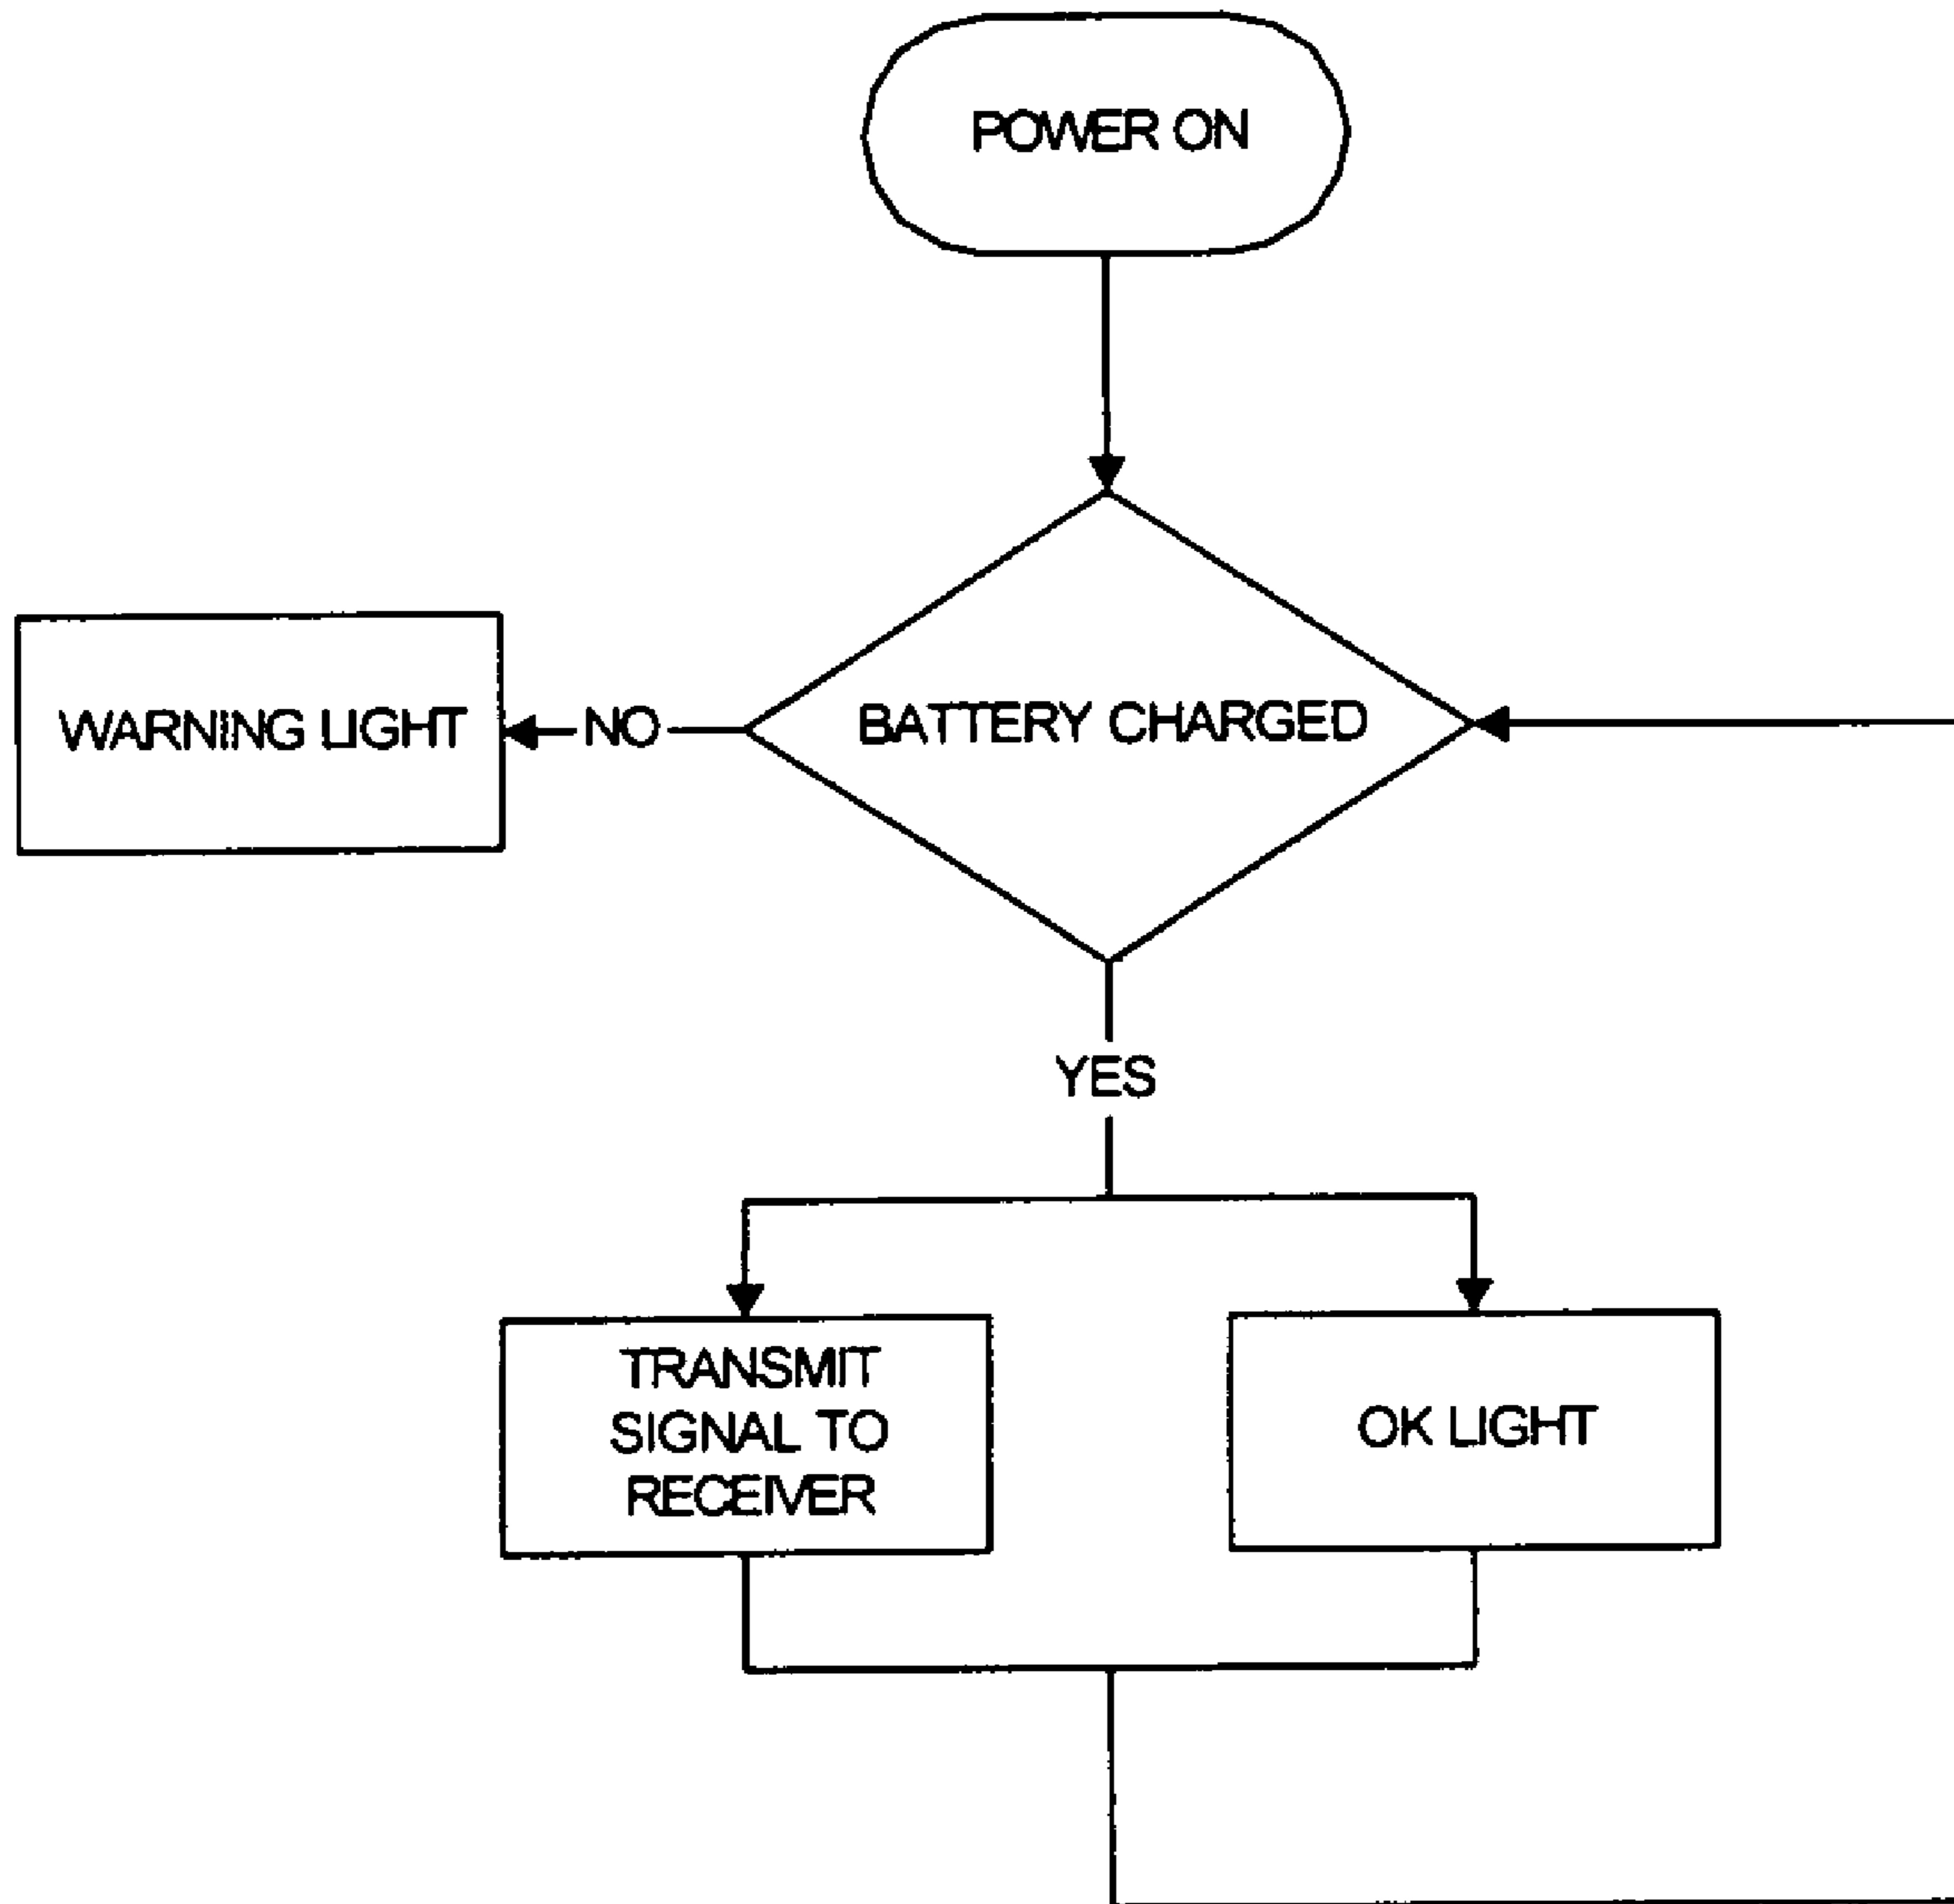 POWER ON
BATTERY CHARGED
NO
WARNING LIGHT
YES
TRANSMIT
SIGNAL TO
RECEIVER
OK LIGHT